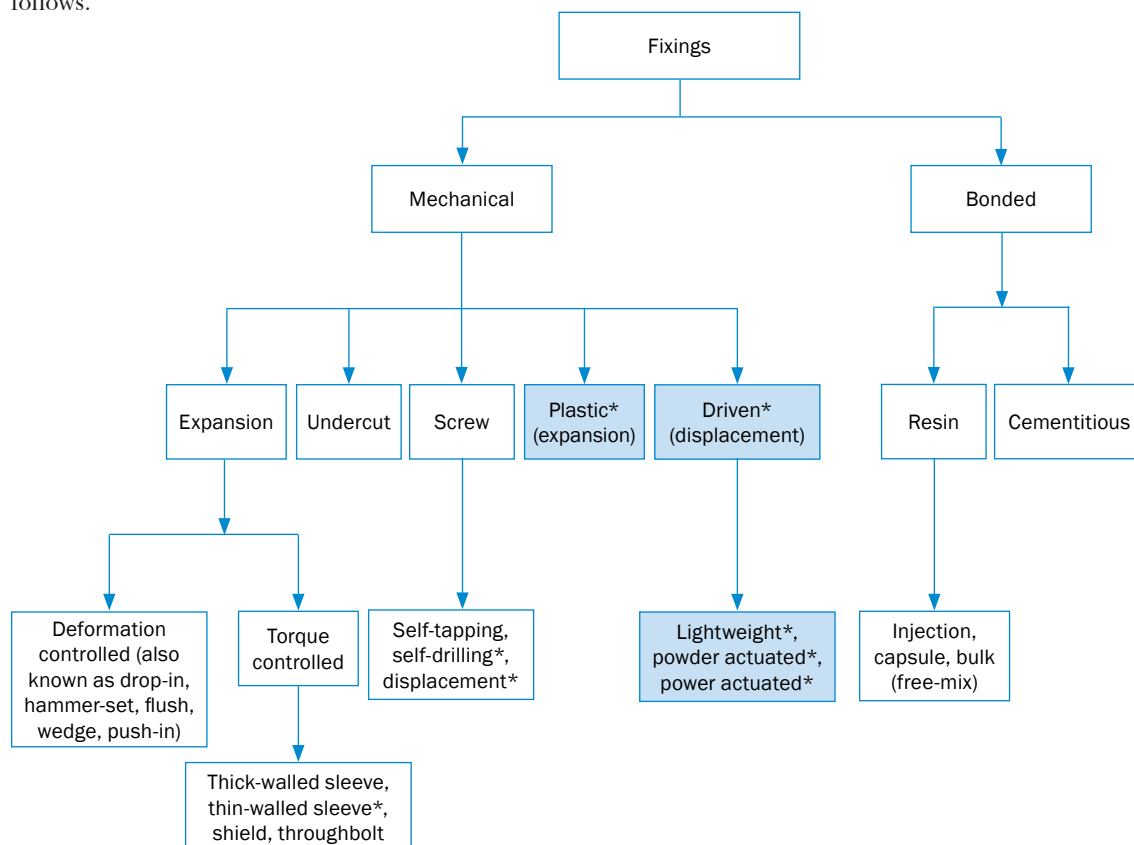 follows.
Fixings
Mechanical
Bonded
Expansion
Undercut
Screw
Plastic*
(expansion)
Driven*
(displacement)
Resin
Cementitious
Deformation
controlled (also
known as drop-in,
hammer-set, flush,
wedge, push-in)
Torque
controlled
Self-tapping,
self-drilling*,
displacement*
Lightweight*,
powder actuated*,
power actuated*
Injection,
capsule, bulk
(free-mix)
Thick-walled sleeve,
thin-walled sleeve*,
shield, throughbolt